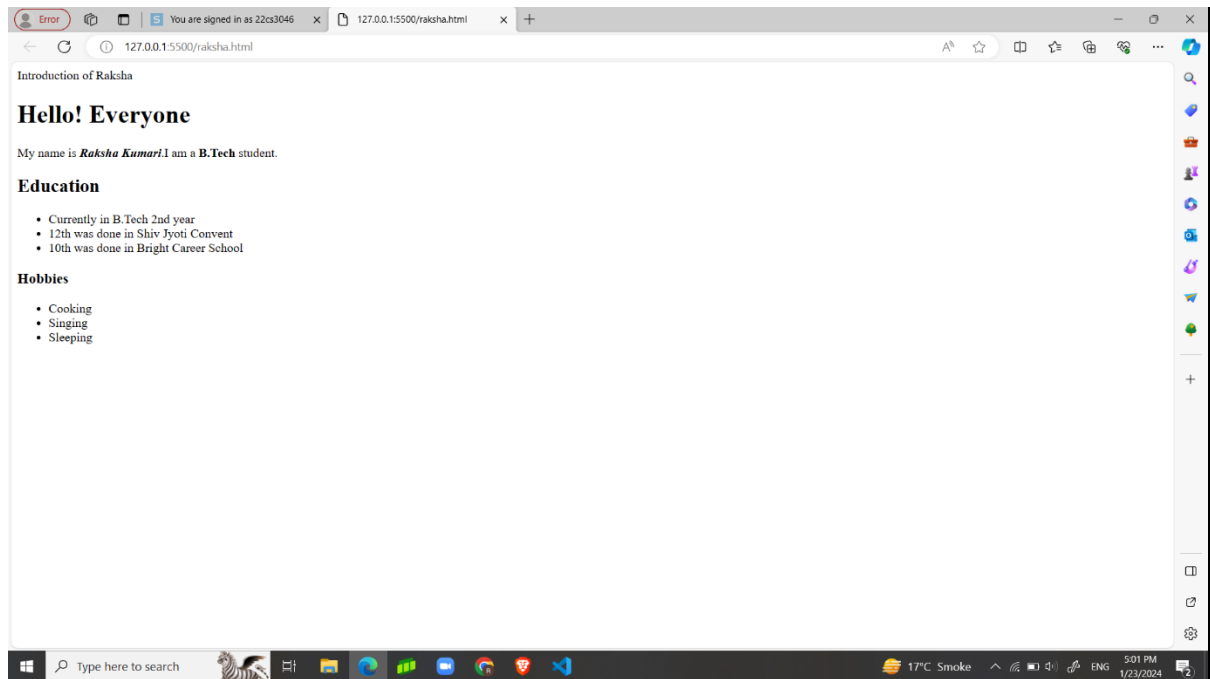 Error
You are signed in as 22cs3046
127.0.0.1:5500/raksha.html
127.0.0.1:5500/raksha.html
Introduction of Raksha
Hello! Everyone
My name is Raksha Kumari.I am a B.Tech student.
Education
Currently in B.Tech 2nd year
12th was done in Shiv Jyoti Convent
10th was done in Bright Career School
Hobbies
Cooking
Singing
Sleeping
Type here to search
17°C Smoke
ENG
5:01 PM
1/23/2024
2